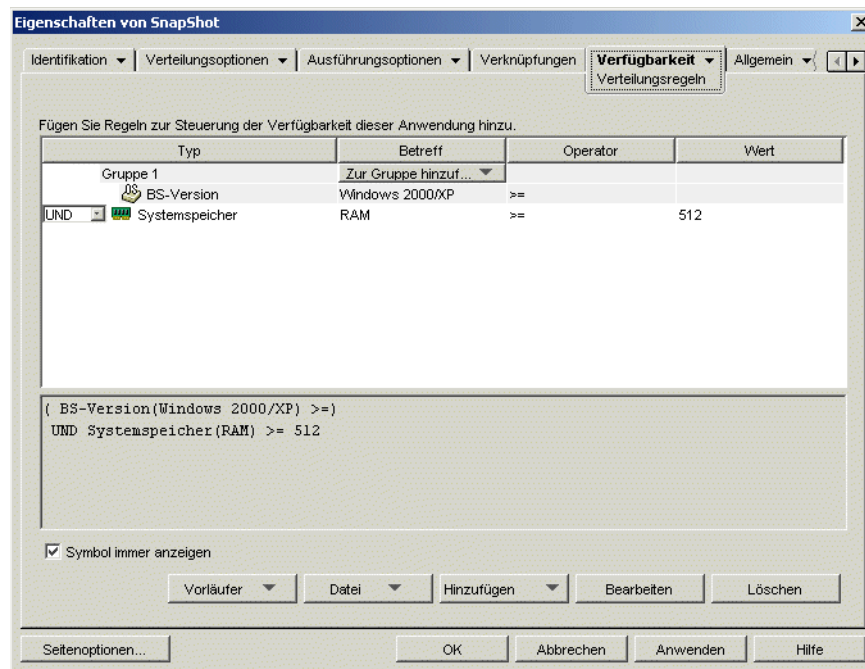 Eigenschaften von SnapShot
Identifikation Verteilungsoptionen Ausführungsoptionen Verknüpfungen Verfügbarkeit Allgemein
Verteilungsregeln
Fügen Sie Regeln zur Steuerung der Verfügbarkeit dieser Anwendung hinzu.
Typ Betreff Operator Wert
Gruppe 1 Zur Gruppe hinzuf...
BS-Version Windows 2000/XP >=
UND Systemspeicher RAM >= 512
( BS-Version(Windows 2000/XP) >=)
UND Systemspeicher(RAM) >= 512
Symbol immer anzeigen
Vorläufer Datei Hinzufügen Bearbeiten Löschen
Seitenoptionen... OK Abbrechen Anwenden Hilfe